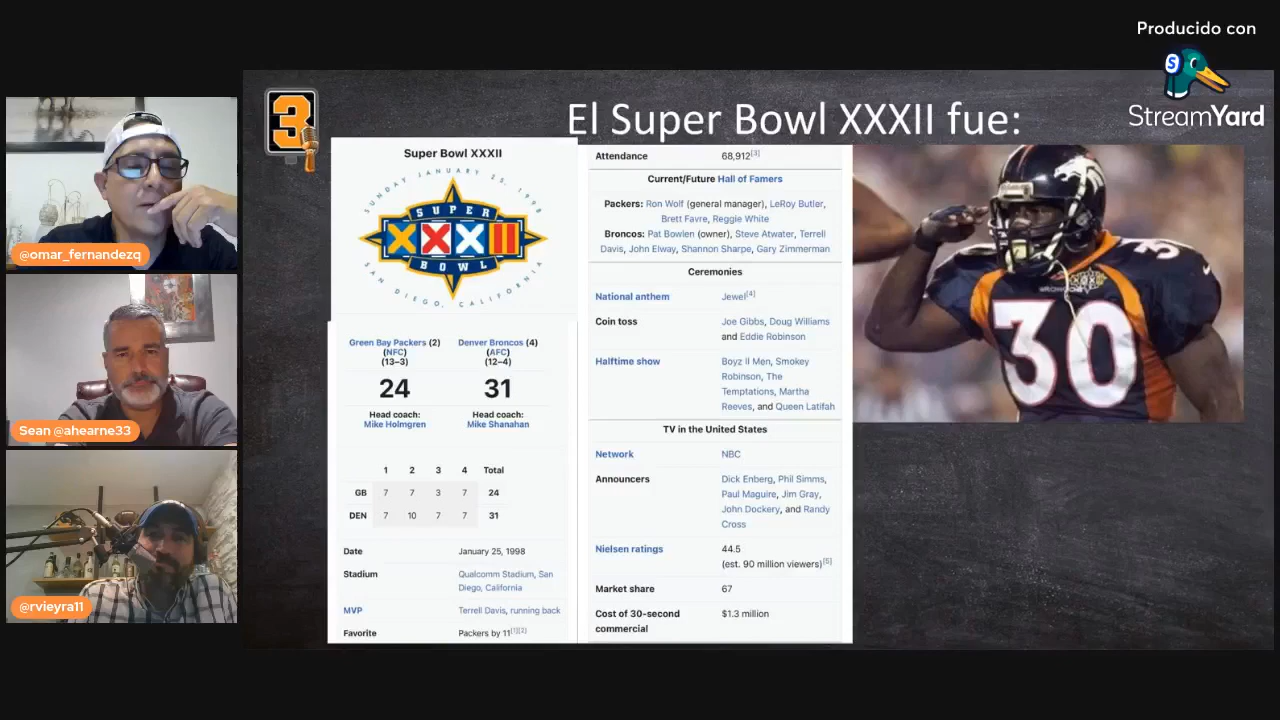 Producido con
StreamYard
3
El Super Bowl XXXII fue:
@omar_fernandezq
Sean @ahearne33
@rvieyra11
Super Bowl XXXII
SUNDAY JANUARY 25, 1998
SUPER
XXXII
BOWL
SAN DIEGO, CALIFORNIA
Green Bay Packers (2)
(NFC)
(13–3)
Denver Broncos (4)
(AFC)
(12–4)
24 31
Head coach:
Mike Holmgren
Head coach:
Mike Shanahan
1 2 3 4 Total
GB 7 7 3 7 24
DEN 7 10 7 7 31
Date January 25, 1998
Stadium Qualcomm Stadium, San
Diego, California
MVP Terrell Davis, running back
Favorite Packers by 11[1][2]
Attendance 68,912[3]
Current/Future Hall of Famers
Packers: Ron Wolf (general manager), LeRoy Butler,
Brett Favre, Reggie White
Broncos: Pat Bowlen (owner), Steve Atwater, Terrell
Davis, John Elway, Shannon Sharpe, Gary Zimmerman
Ceremonies
National anthem Jewel[4]
Coin toss Joe Gibbs, Doug Williams
and Eddie Robinson
Halftime show Boyz II Men, Smokey
Robinson, The
Temptations, Martha
Reeves, and Queen Latifah
TV in the United States
Network NBC
Announcers Dick Enberg, Phil Simms,
Paul Maguire, Jim Gray,
John Dockery, and Randy
Cross
Nielsen ratings 44.5
(est. 90 million viewers)[5]
Market share 67
Cost of 30-second
commercial $1.3 million
30
30